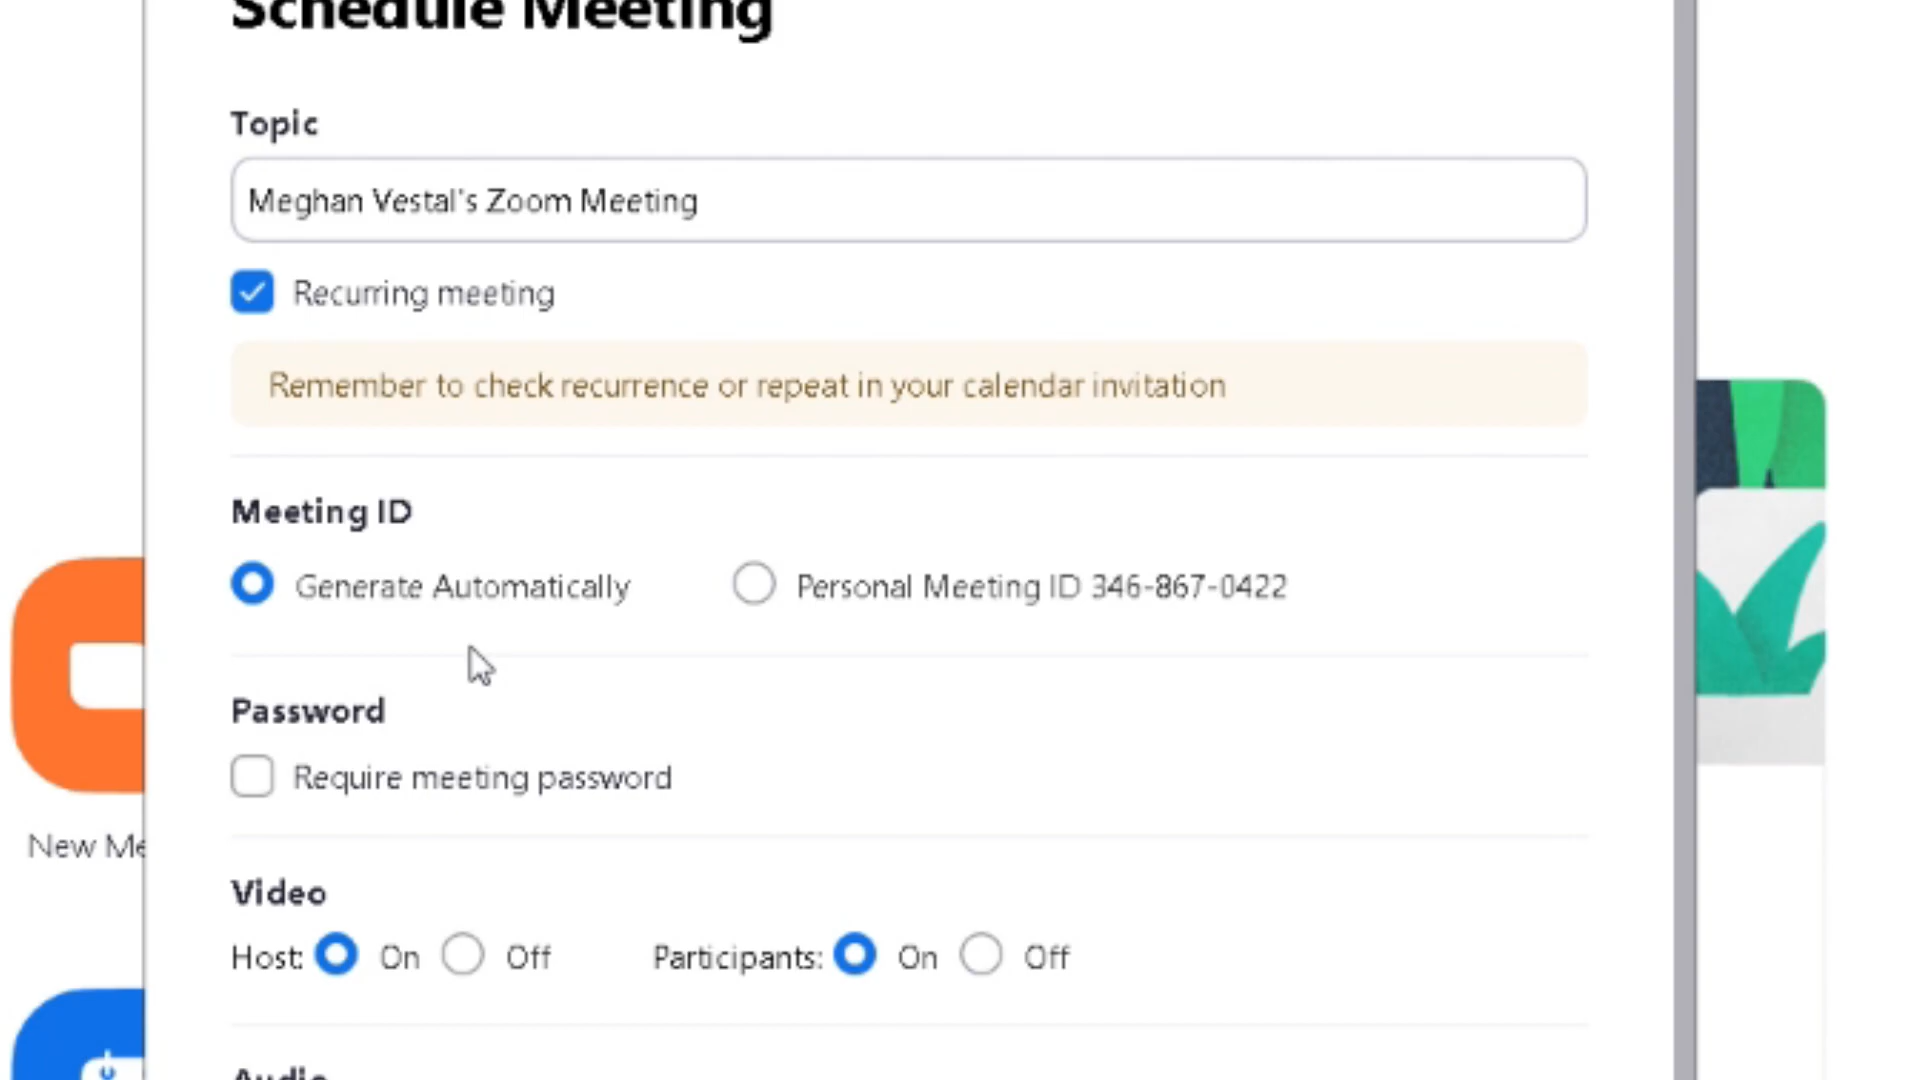 Schedule Meeting
Topic
Meghan Vestal's Zoom Meeting
Recurring meeting
Remember to check recurrence or repeat in your calendar invitation
Meeting ID
Generate Automatically Personal Meeting ID 346-867-0422
Password
Require meeting password
New Me
Video
Host: On Off Participants: On Off
Audio